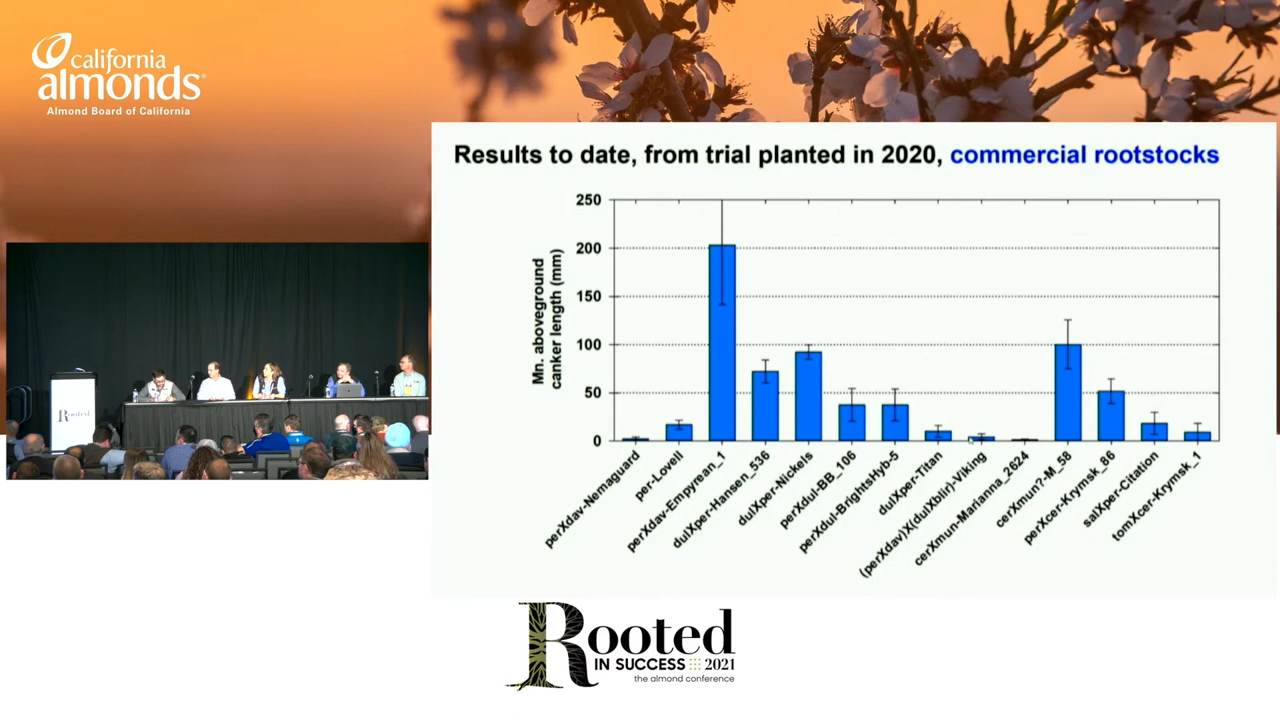 california
almonds
Almond Board of California
Results to date, from trial planted in 2020, commercial rootstocks
Mn. aboveground
canker length (mm)
250
200
150
100
50
0
perXdav-Nemaguard
per-Lovell
perXdav-Empyrean_1
dulXper-Hansen_536
dulXper-Nickels
perXdul-BB_106
perXdul-BrightsHyb-5
dulXper-Titan
(perXdav)X(dulXblir)-Viking
cerXmun-Marianna_2624
cerXmun?-M_58
perXcer-Krymsk_86
salXper-Citation
tomXcer-Krymsk_1
Rooted
Rooted
IN SUCCESS 2021
the almond conference